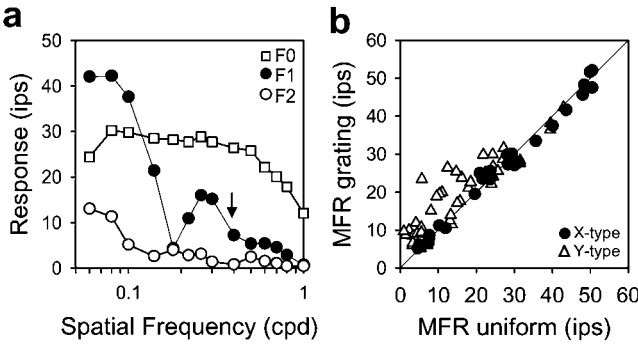 a
50
40
30
20
10
0
Response (ips)
F0
F1
F2
0.1
1
Spatial Frequency (cpd)
b
60
50
40
30
20
10
0
MFR grating (ips)
X-type
Y-type
0 10 20 30 40 50 60
MFR uniform (ips)